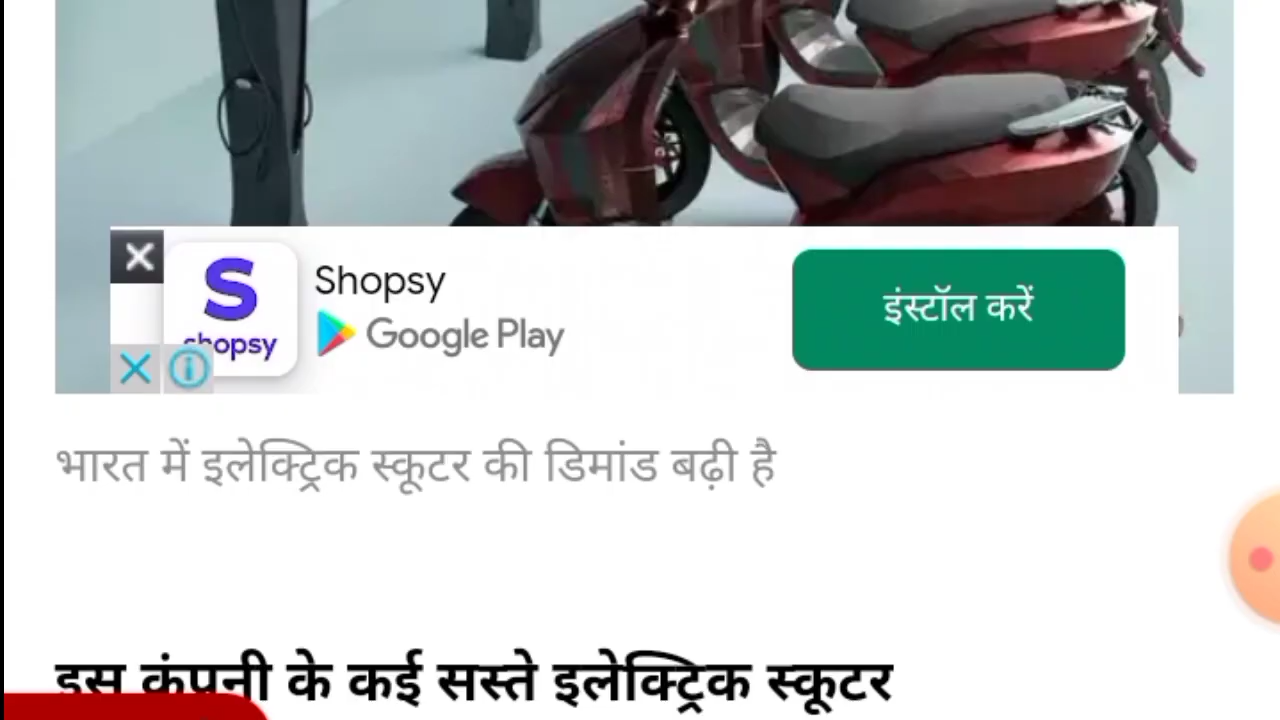 S
shopsy
Shopsy
Google Play
इंस्टॉल करें
भारत में इलेक्ट्रिक स्कूटर की डिमांड बढ़ी है
इस कंपनी के कई सस्ते इलेक्ट्रिक स्कूटर